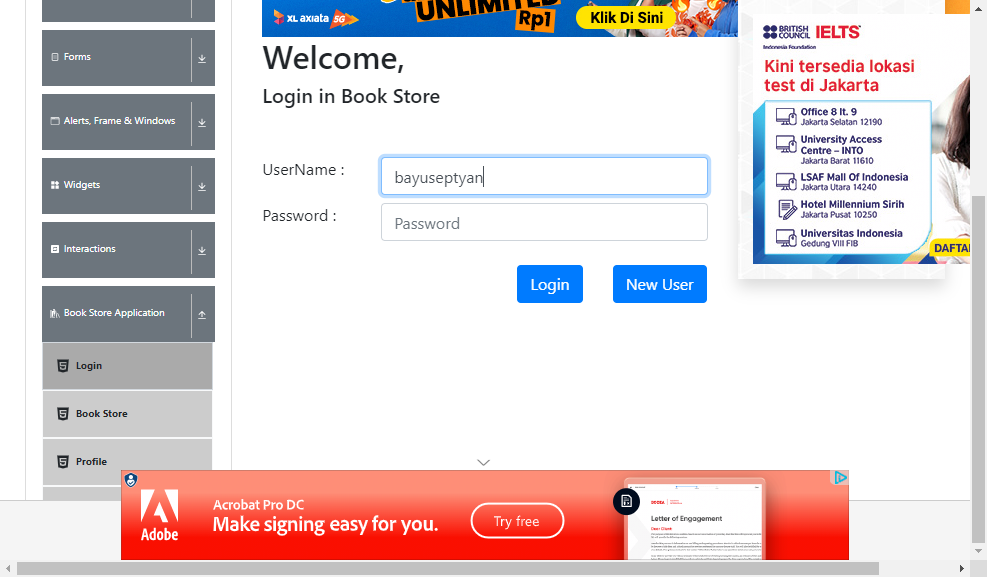 XL axiata 5G
UNLIMITED
Rp1
Klik Di Sini
Forms
Alerts, Frame & Windows
Widgets
Interactions
Book Store Application
Login
Book Store
Profile
Welcome,
Login in Book Store
UserName :
bayuseptyan
Password :
Password
Login
New User
BRITISH COUNCIL
IELTS
Indonesia Foundation
Kini tersedia lokasi
test di Jakarta
Office 8 lt. 9
Jakarta Selatan 12190
University Access
Centre – INTO
Jakarta Barat 11610
LSAF Mall Of Indonesia
Jakarta Utara 14240
Hotel Millennium Sirih
Jakarta Pusat 10250
Universitas Indonesia
Gedung VIII FIB
DAFTA
Adobe
Acrobat Pro DC
Make signing easy for you.
Try free
Letter of Engagement
Dear Client